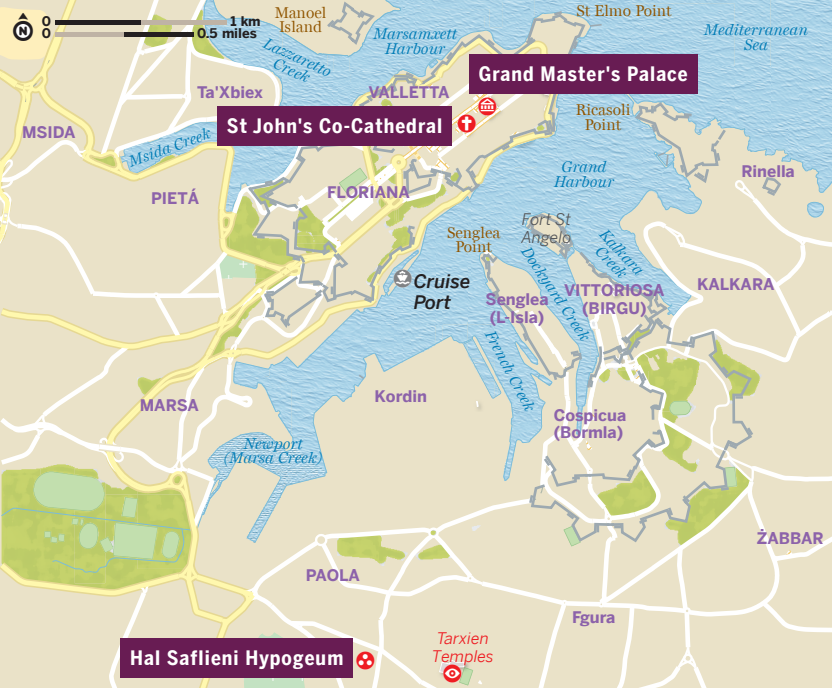 0 1 km
0 0.5 miles
N
Manoel
Island
St Elmo Point
Marsamxett
Harbour
Mediterranean
Sea
Lazzaretto
Creek
Grand Master's Palace
Ta'Xbiex
VALLETTA
St John's Co-Cathedral
Ricasoli
Point
MSIDA
Msida Creek
Grand
Harbour
Rinella
PIETÁ
FLORIANA
Fort St
Angelo
Senglea
Point
Kalkara
Creek
Dockyard Creek
Cruise
Port
KALKARA
VITTORIOSA
(BIRGU)
Senglea
(L-Isla)
French Creek
Kordin
MARSA
Cospicua
(Bormla)
Newport
(Marsa Creek)
ŻABBAR
PAOLA
Fgura
Tarxien
Temples
Hal Saflieni Hypogeum